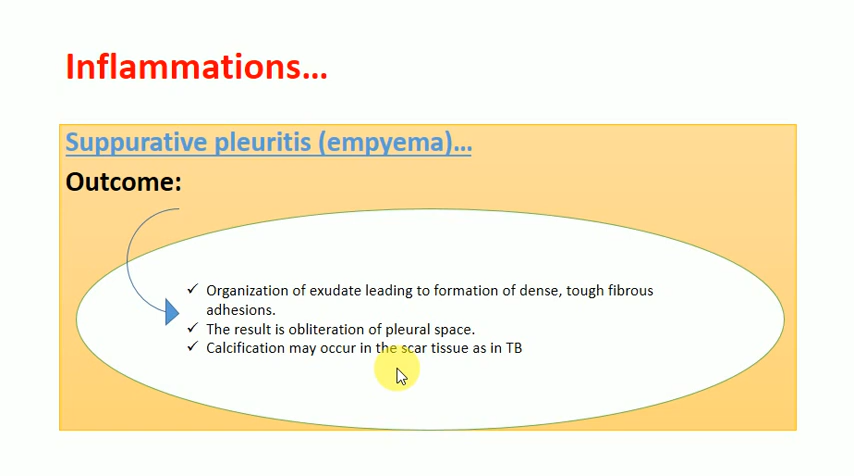 Inflammations...
Suppurative pleuritis (empyema)...
Outcome:
✓ Organization of exudate leading to formation of dense, tough fibrous
adhesions.
✓ The result is obliteration of pleural space.
✓ Calcification may occur in the scar tissue as in TB